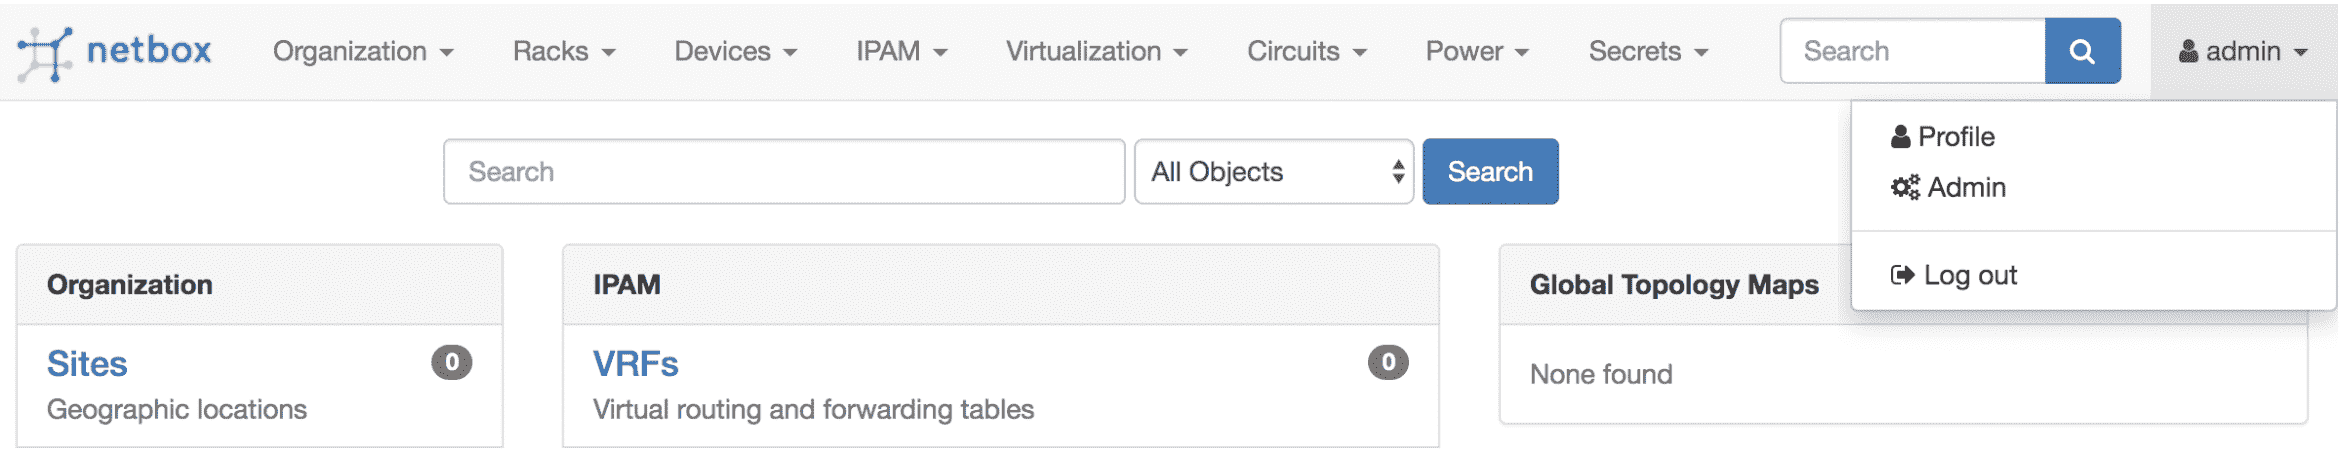 netbox Organization Racks Devices IPAM Virtualization Circuits Power Secrets Search admin
Profile
Admin
Log out
Search All Objects Search
Organization
Sites 0
Geographic locations
IPAM
VRFs 0
Virtual routing and forwarding tables
Global Topology Maps
None found